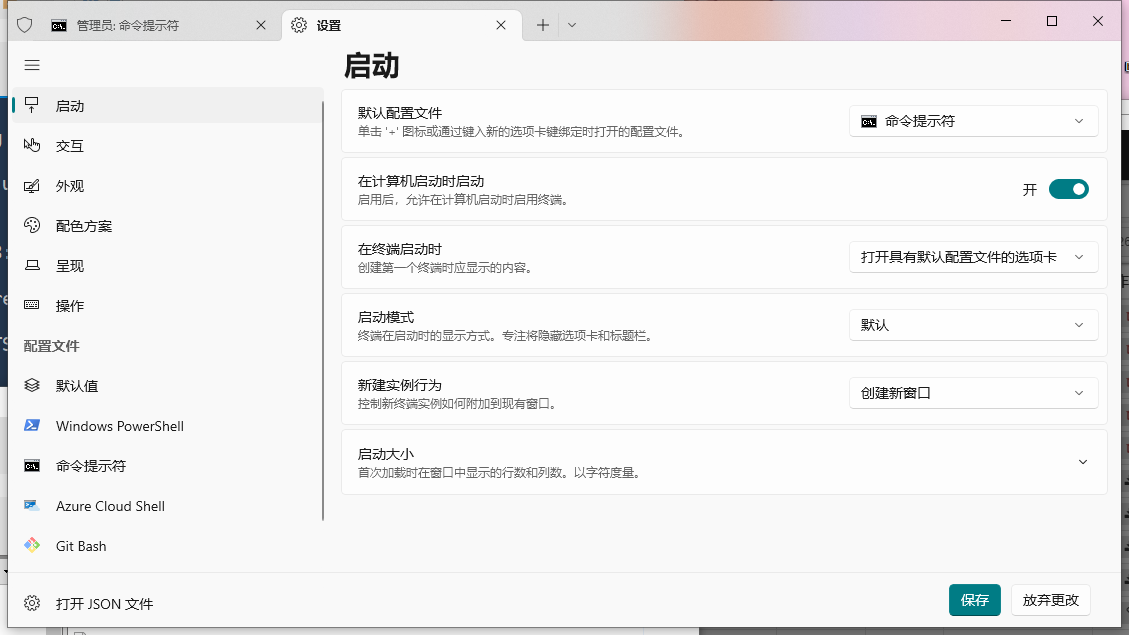 管理员: 命令提示符
设置
启动
启动
交互
外观
配色方案
呈现
操作
配置文件
默认值
Windows PowerShell
命令提示符
Azure Cloud Shell
Git Bash
打开 JSON 文件
默认配置文件
单击 '+' 图标或通过键入新的选项卡键绑定时打开的配置文件。
命令提示符
在计算机启动时启动
启用后，允许在计算机启动时启用终端。
开
在终端启动时
创建第一个终端时应显示的内容。
打开具有默认配置文件的选项卡
启动模式
终端在启动时的显示方式。专注将隐藏选项卡和标题栏。
默认
新建实例行为
控制新终端实例如何附加到现有窗口。
创建新窗口
启动大小
首次加载时在窗口中显示的行数和列数。以字符度量。
保存
放弃更改